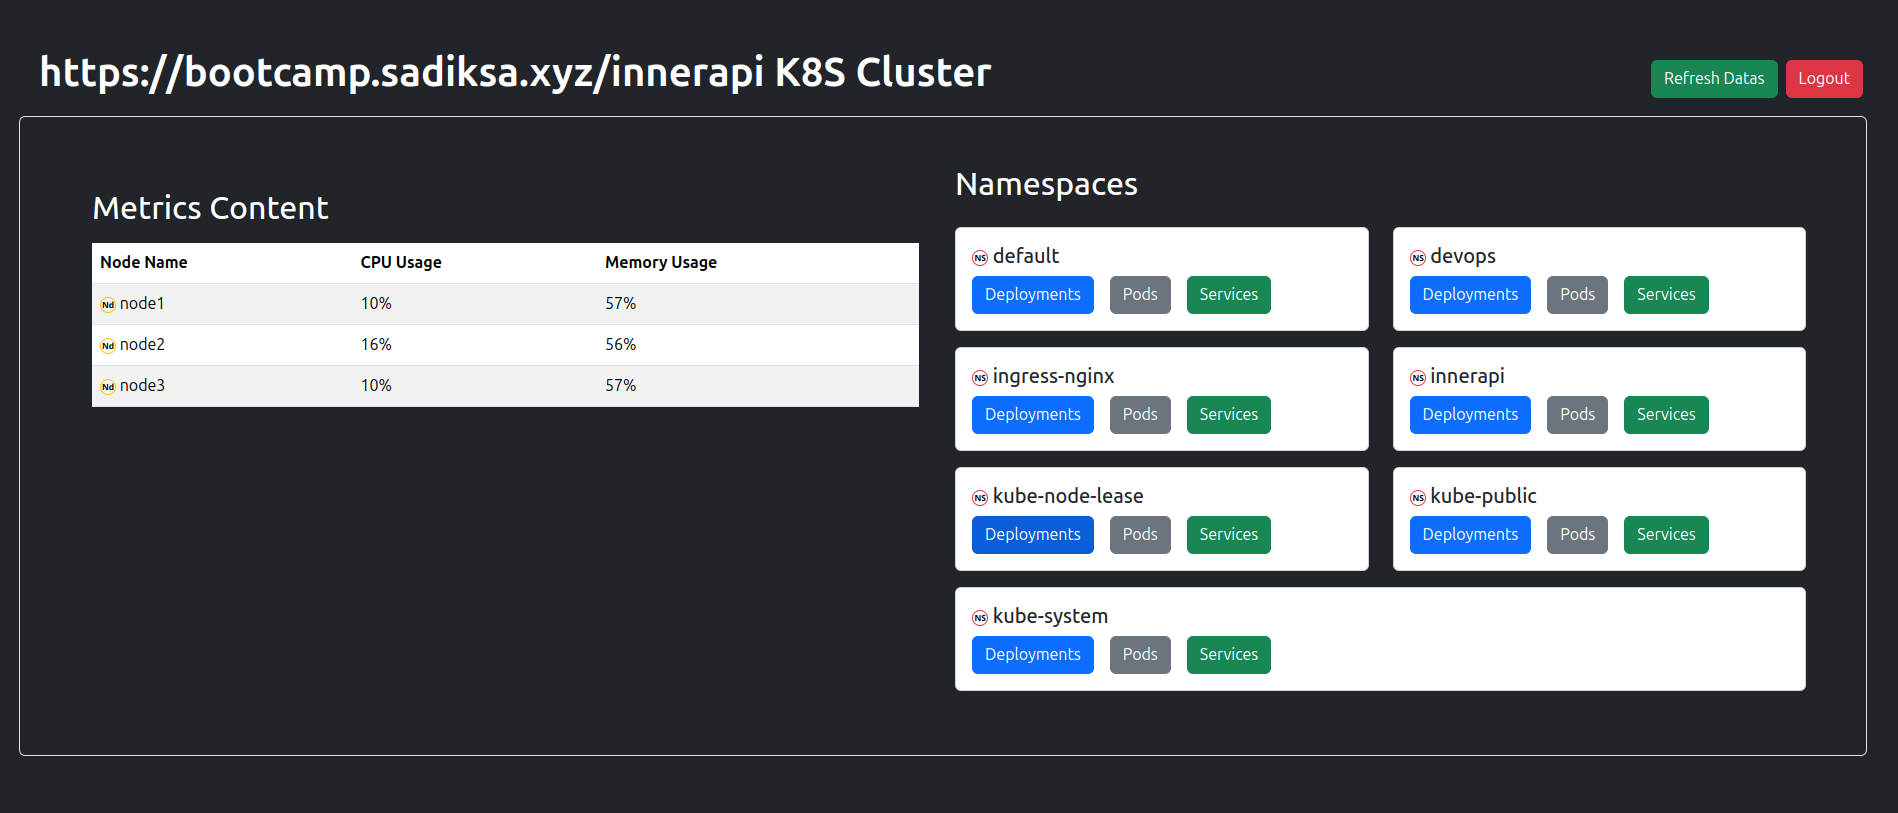 https://bootcamp.sadiksa.xyz/innerapi K8S Cluster
Refresh Datas Logout
Metrics Content
Node Name CPU Usage Memory Usage
Nd node1 10% 57%
Nd node2 16% 56%
Nd node3 10% 57%
Namespaces
NS default
Deployments Pods Services
NS devops
Deployments Pods Services
NS ingress-nginx
Deployments Pods Services
NS innerapi
Deployments Pods Services
NS kube-node-lease
Deployments Pods Services
NS kube-public
Deployments Pods Services
NS kube-system
Deployments Pods Services